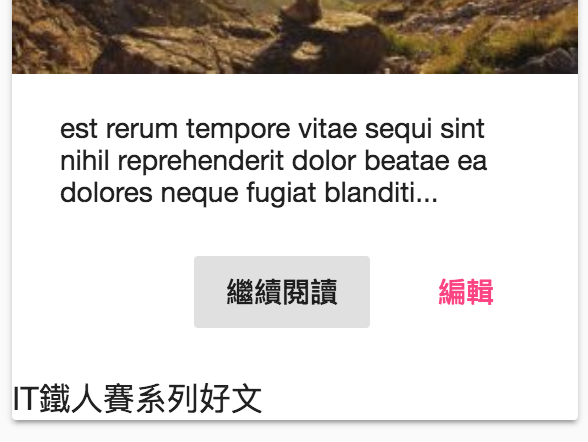 est rerum tempore vitae sequi sint
nihil reprehenderit dolor beatae ea
dolores neque fugiat blanditi...
繼續閱讀 編輯
IT鐵人賽系列好文